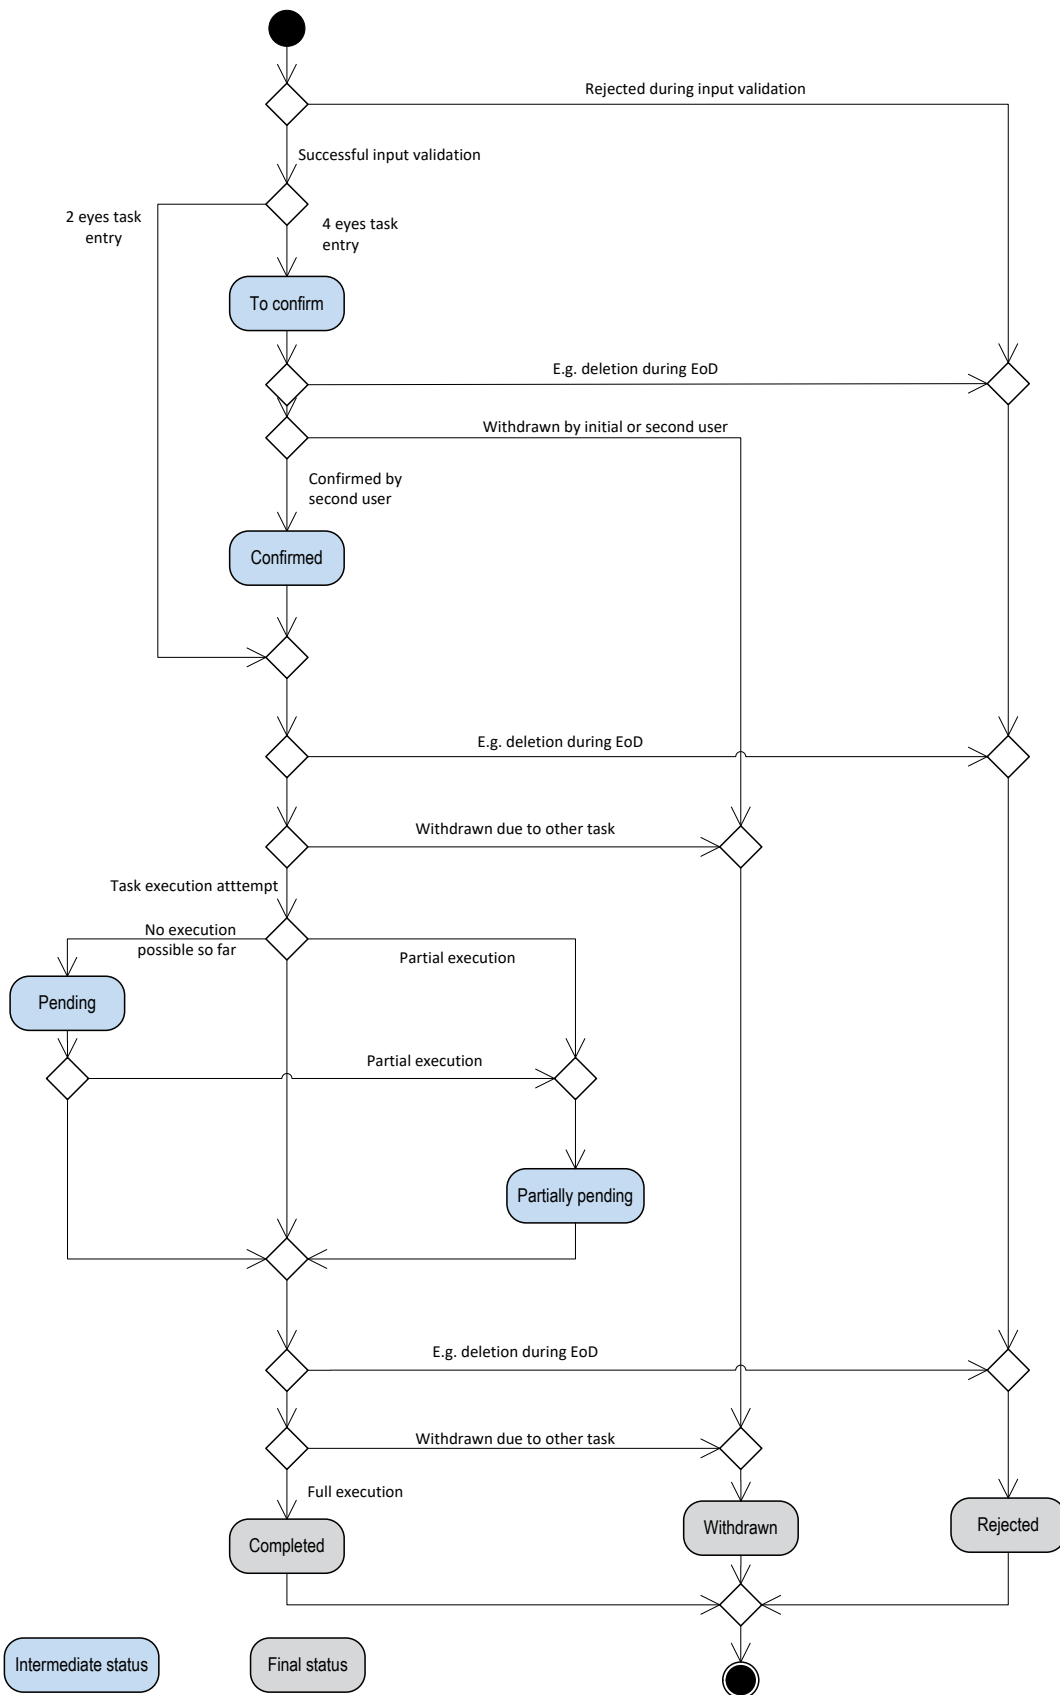 Rejected during input validation
Successful input validation
2 eyes task
entry
4 eyes task
entry
To confirm
E.g. deletion during EoD
Withdrawn by initial or second user
Confirmed by
second user
Confirmed
E.g. deletion during EoD
Withdrawn due to other task
Task execution atttempt
No execution
possible so far
Partial execution
Pending
Partial execution
Partially pending
E.g. deletion during EoD
Withdrawn due to other task
Full execution
Completed
Withdrawn
Rejected
Intermediate status
Final status